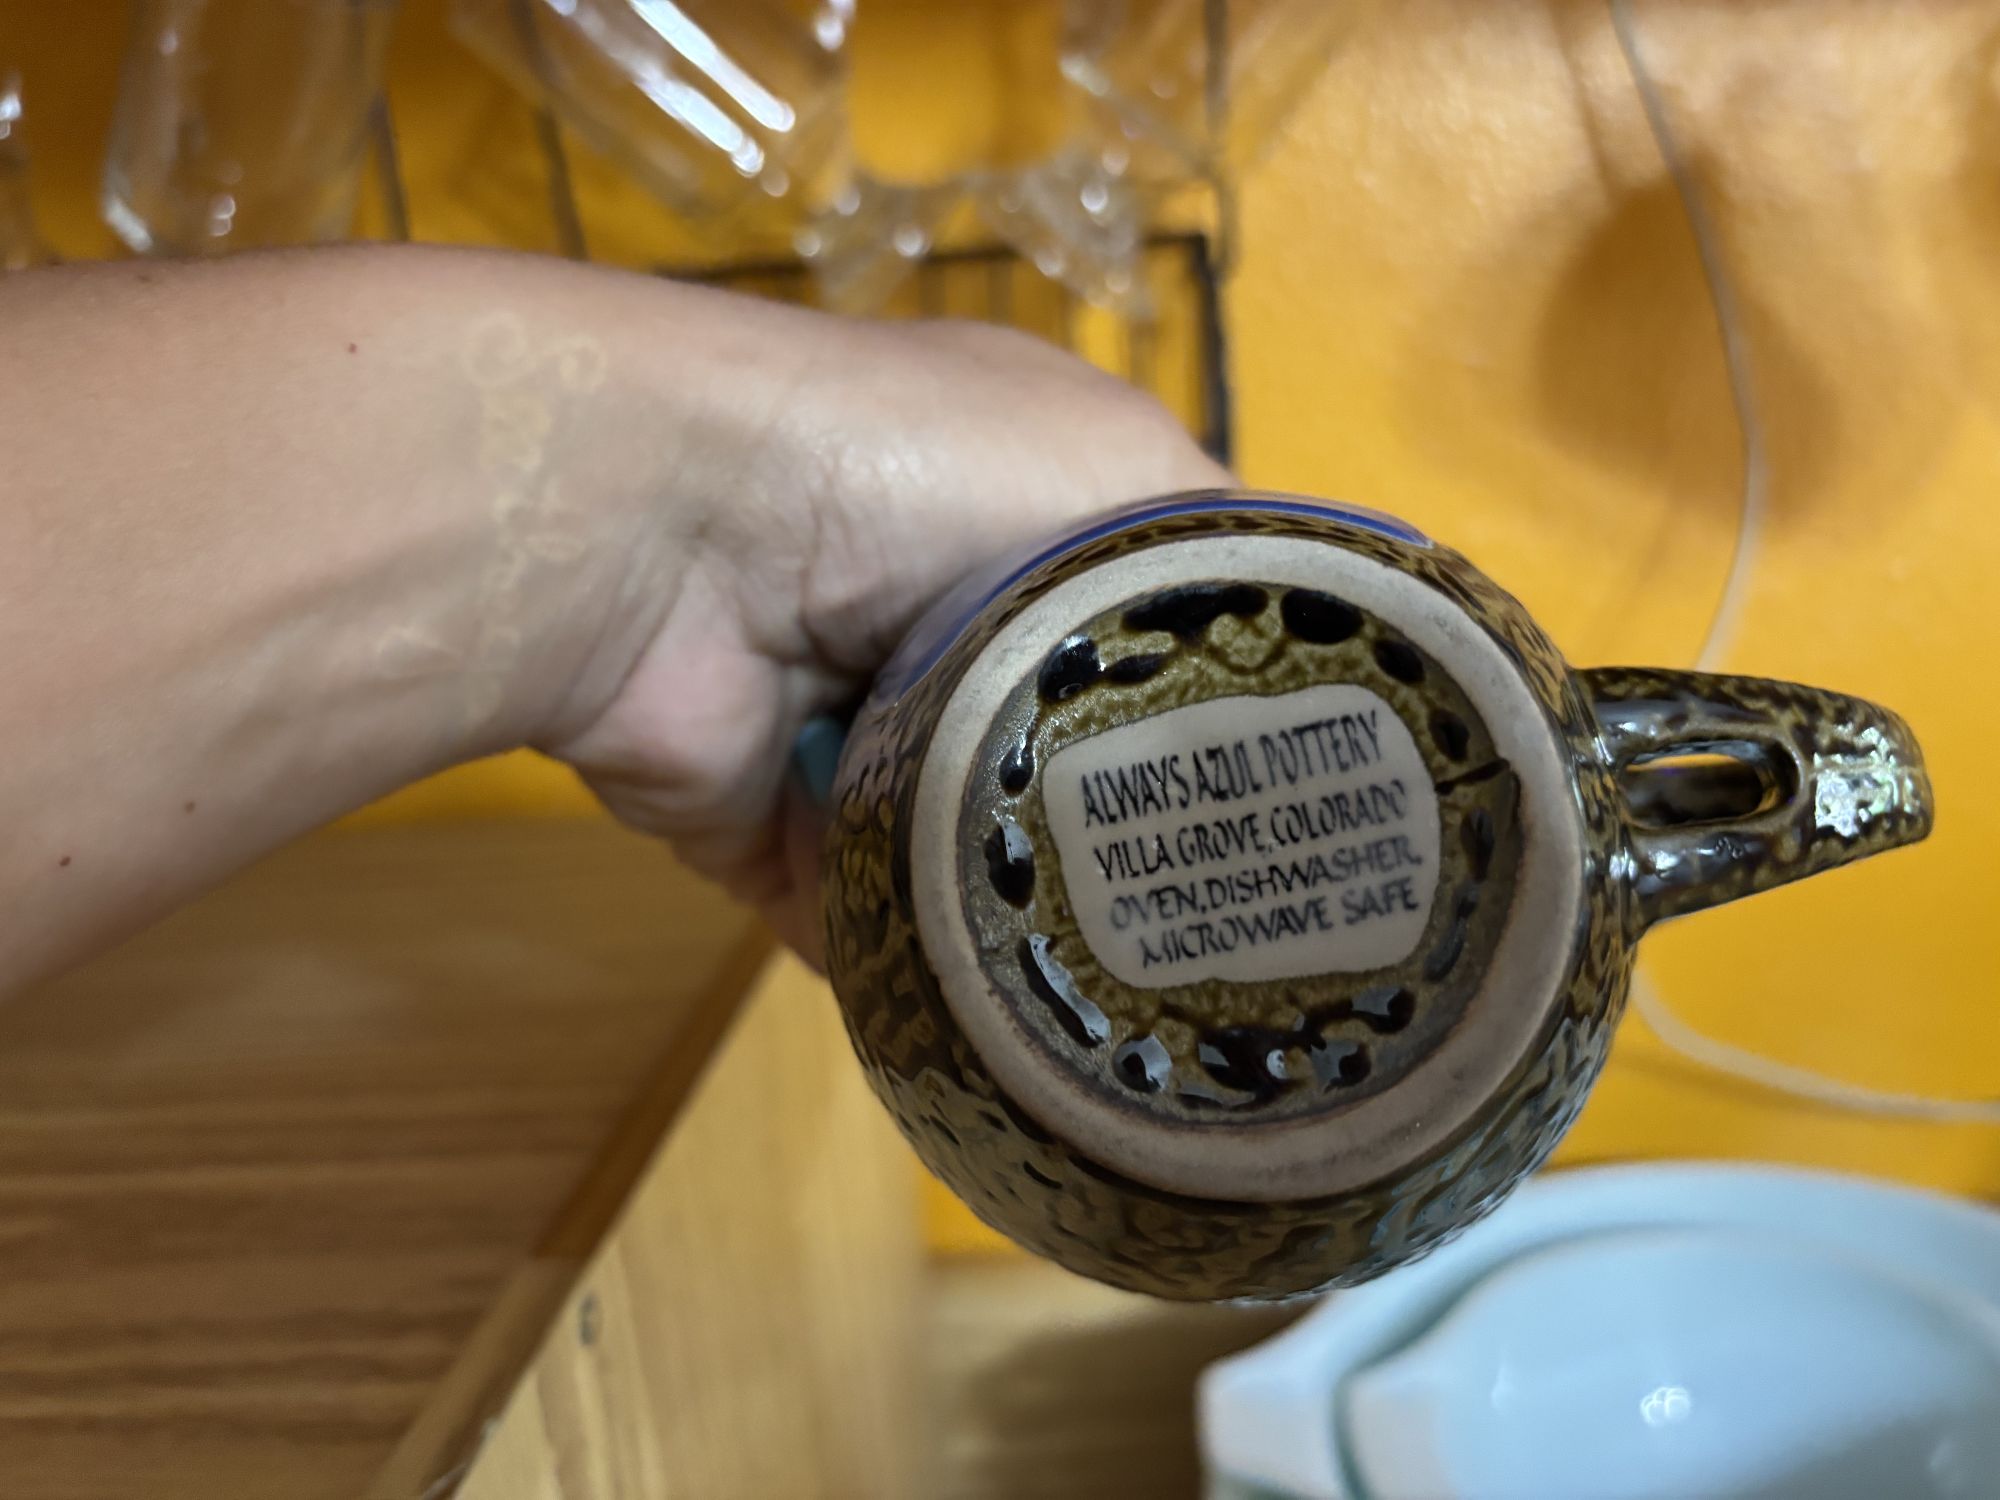 ALWAYS AZUL POTTERY
VILLA GROVE, COLORADO
OVEN, DISHWASHER,
MICROWAVE SAFE